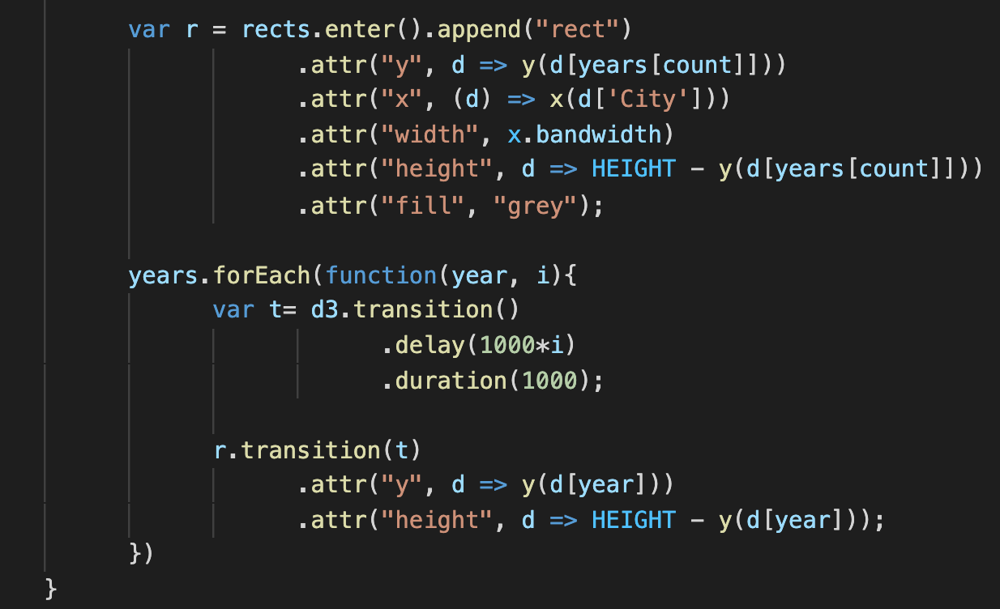 var r = rects.enter().append("rect")
.attr("y", d => y(d[years[count]]))
.attr("x", (d) => x(d['City']))
.attr("width", x.bandwidth)
.attr("height", d => HEIGHT - y(d[years[count]]))
.attr("fill", "grey");
years.forEach(function(year, i){
var t= d3.transition()
.delay(1000*i)
.duration(1000);
r.transition(t)
.attr("y", d => y(d[year]))
.attr("height", d => HEIGHT - y(d[year]));
})
}